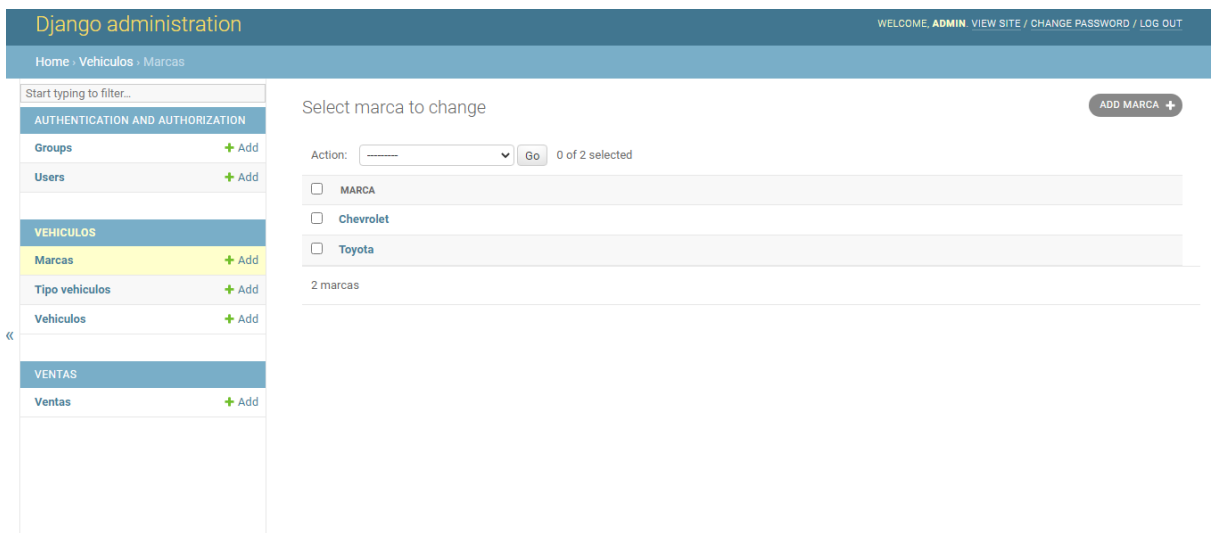 Django administration
WELCOME, ADMIN. VIEW SITE / CHANGE PASSWORD / LOG OUT
Home › Vehiculos › Marcas
Start typing to filter...
AUTHENTICATION AND AUTHORIZATION
Groups + Add
Users + Add
VEHICULOS
Marcas + Add
Tipo vehiculos + Add
Vehiculos + Add
«
VENTAS
Ventas + Add
Select marca to change
ADD MARCA +
Action: --------- Go 0 of 2 selected
MARCA
Chevrolet
Toyota
2 marcas